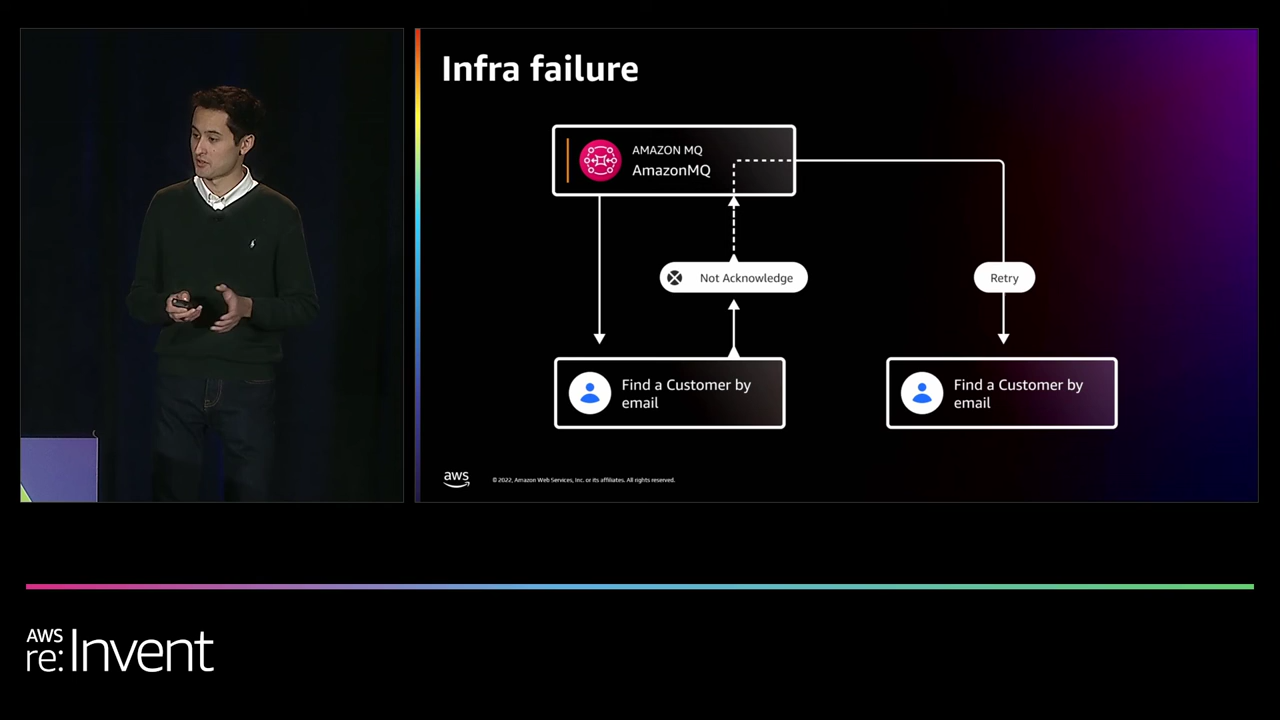 Infra failure
AMAZON MQ
AmazonMQ
Not Acknowledge
Retry
Find a Customer by
email
Find a Customer by
email
aws
© 2022, Amazon Web Services, Inc. or its affiliates. All rights reserved.
AWS
re:Invent